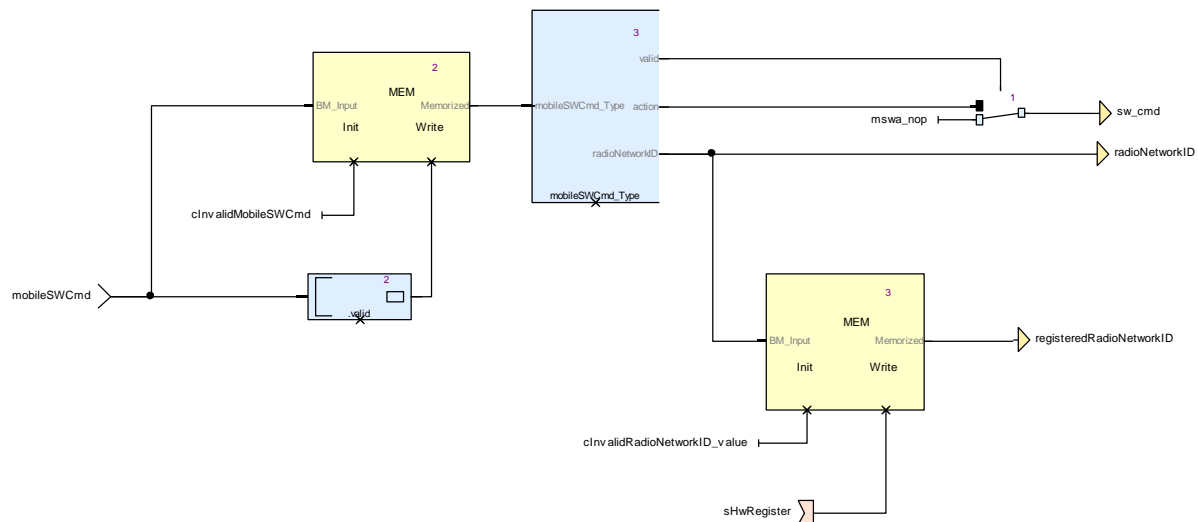 3
valid
2
MEM
BM_Input
Memorized
Init
Write
mobileSWCmd_Type
action
radioNetworkID
mobileSWCmd_Type
1
mswa_nop
sw_cmd
radioNetworkID
cInvalidMobileSWCmd
mobileSWCmd
2
.valid
3
MEM
BM_Input
Memorized
Init
Write
registeredRadioNetworkID
cInvalidRadioNetworkID_value
sHwRegister